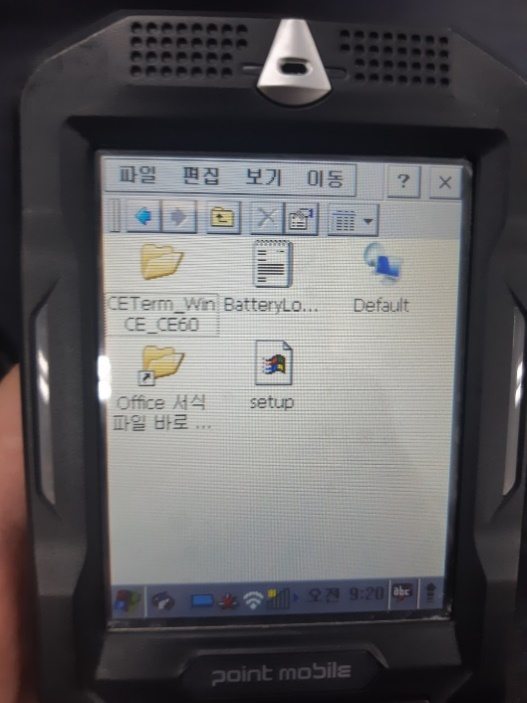 파일 편집 보기 이동 ? ×
CETerm_Win
CE_CE60
BatteryLo...
Default
Office 서식
파일 바로 ...
setup
오전 9:20 abc
point mobile